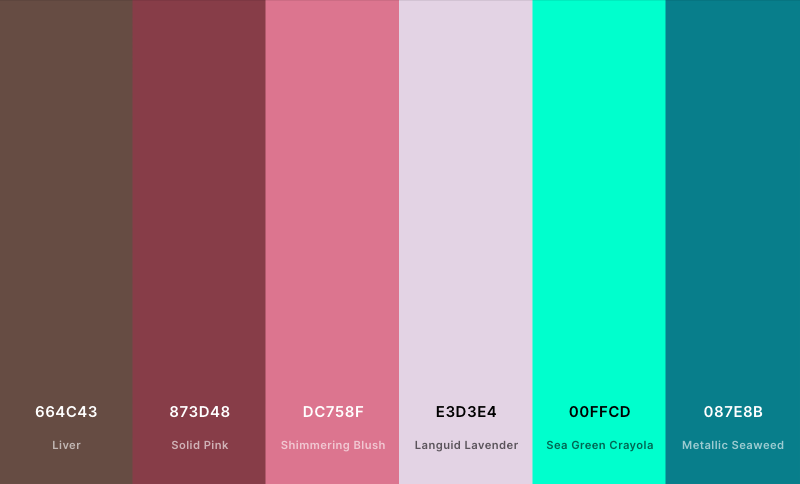 664C43
Liver
873D48
Solid Pink
DC758F
Shimmering Blush
E3D3E4
Languid Lavender
00FFCD
Sea Green Crayola
087E8B
Metallic Seaweed